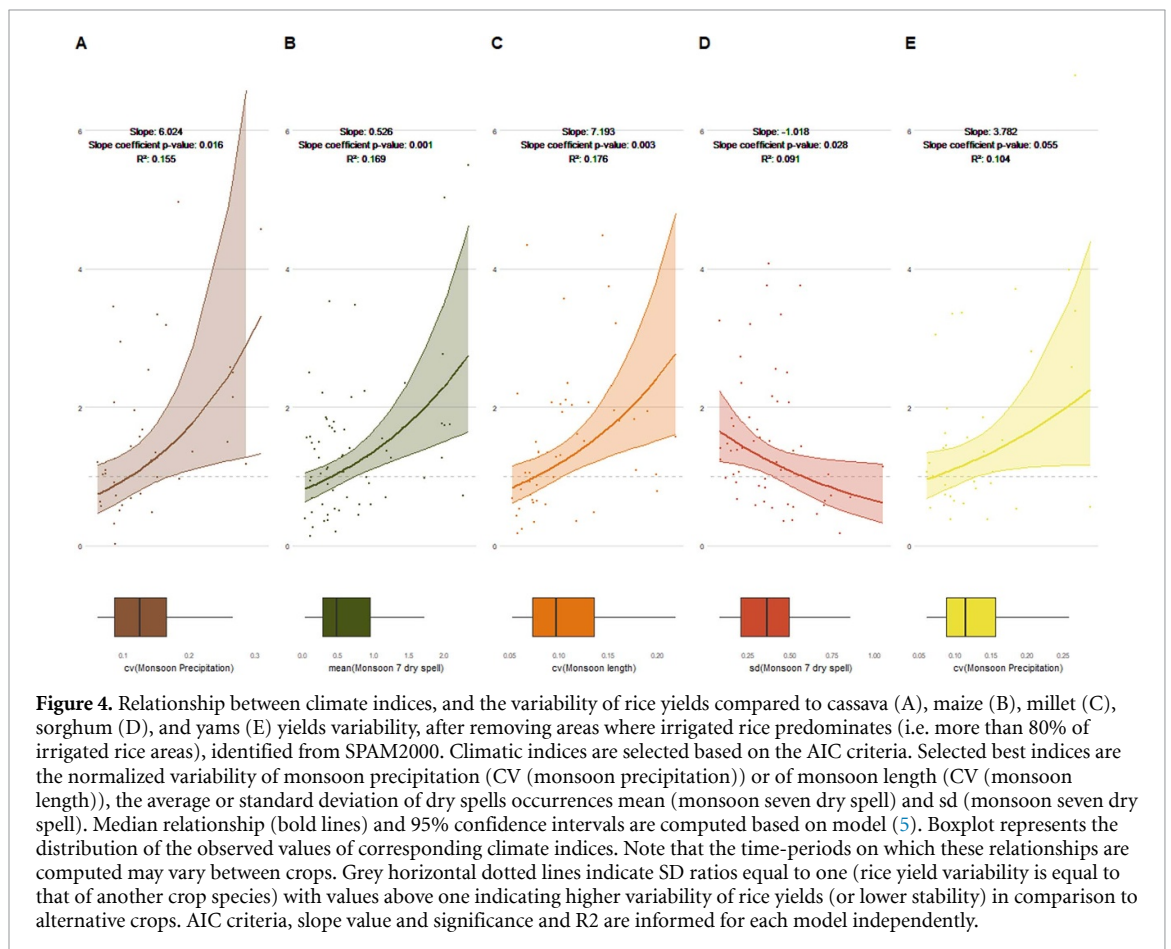 A B C D E
Slope: 6.024
Slope coefficient p-value: 0.016
R²: 0.155
Slope: 0.526
Slope coefficient p-value: 0.001
R²: 0.169
Slope: 7.193
Slope coefficient p-value: 0.003
R²: 0.176
Slope: -1.018
Slope coefficient p-value: 0.028
R²: 0.091
Slope: 3.782
Slope coefficient p-value: 0.055
R²: 0.104
6 6 6 6 6
4 4 4 4 4
2 2 2 2 2
0 0 0 0 0
0.1 0.2 0.3
cv(Monsoon Precipitation)
0.0 0.5 1.0 2.0
mean(Monsoon 7 dry spell)
0.05 0.10 0.20
cv(Monsoon length)
0.25 0.50 1.00
sd(Monsoon 7 dry spell)
0.05 0.10 0.15 0.25
cv(Monsoon Precipitation)
Figure 4. Relationship between climate indices, and the variability of rice yields compared to cassava (A), maize (B), millet (C),
sorghum (D), and yams (E) yields variability, after removing areas where irrigated rice predominates (i.e. more than 80% of
irrigated rice areas), identified from SPAM2000. Climatic indices are selected based on the AIC criteria. Selected best indices are
the normalized variability of monsoon precipitation (CV (monsoon precipitation)) or of monsoon length (CV (monsoon
length)), the average or standard deviation of dry spells occurrences mean (monsoon seven dry spell) and sd (monsoon seven dry
spell). Median relationship (bold lines) and 95% confidence intervals are computed based on model (5). Boxplot represents the
distribution of the observed values of corresponding climate indices. Note that the time-periods on which these relationships are
computed may vary between crops. Grey horizontal dotted lines indicate SD ratios equal to one (rice yield variability is equal to
that of another crop species) with values above one indicating higher variability of rice yields (or lower stability) in comparison to
alternative crops. AIC criteria, slope value and significance and R2 are informed for each model independently.